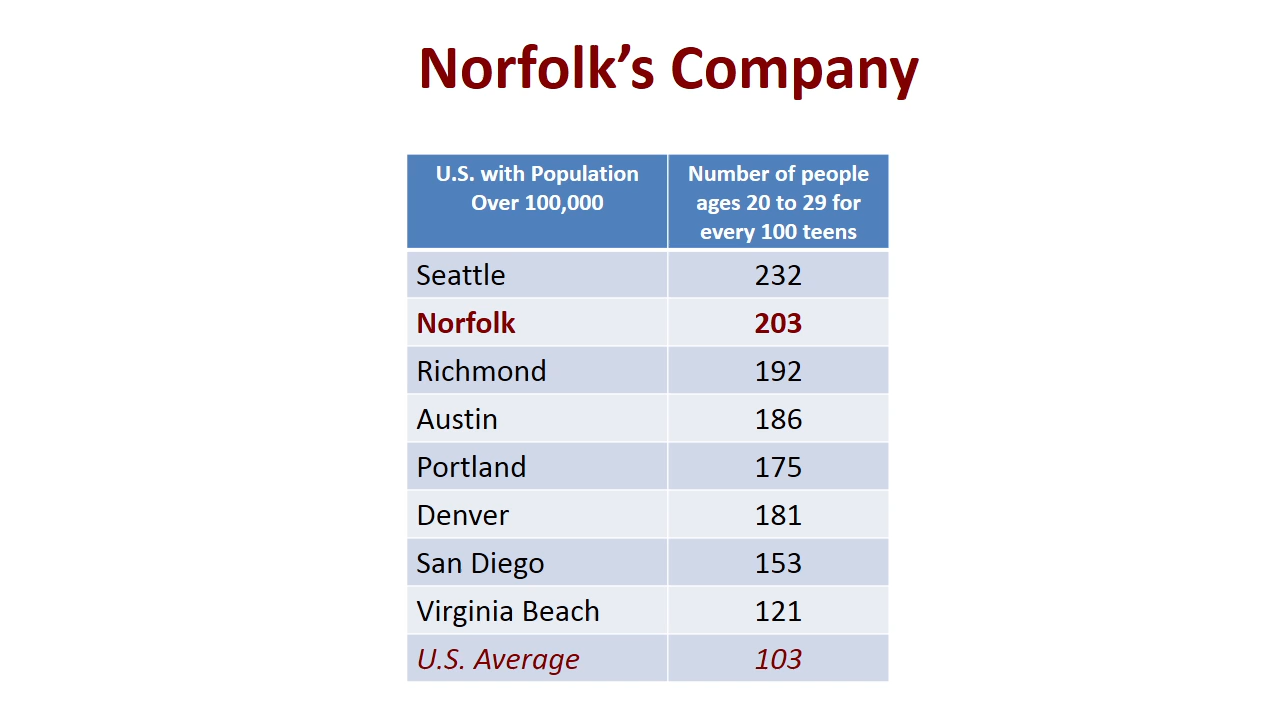 Norfolk’s Company
U.S. with Population
Over 100,000
Number of people
ages 20 to 29 for
every 100 teens
Seattle 232
Norfolk 203
Richmond 192
Austin 186
Portland 175
Denver 181
San Diego 153
Virginia Beach 121
U.S. Average 103